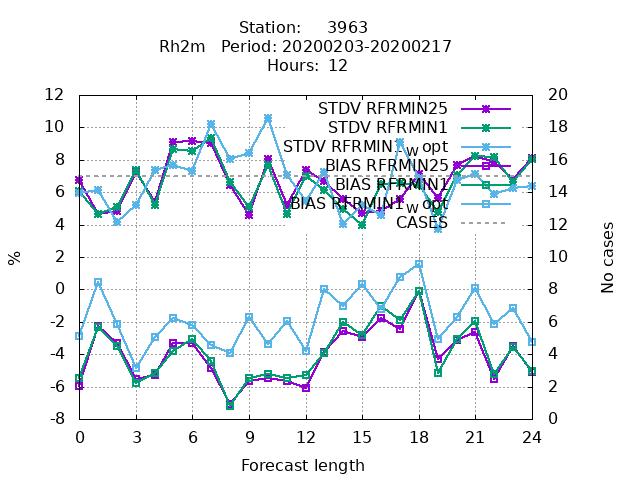 Station: 3963
Rh2m Period: 20200203-20200217
Hours: 12
12 20
STDV RFRMIN25
10 18
STDV RFRMIN1
STDV RFRMIN1_W opt
8 16
BIAS RFRMIN25
6 14
BIAS RFRMIN1
BIAS RFRMIN1_W opt
4 12
CASES
2 10
%
No cases
0 8
-2 6
-4 4
-6 2
-8 0
0 3 6 9 12 15 18 21 24
Forecast length